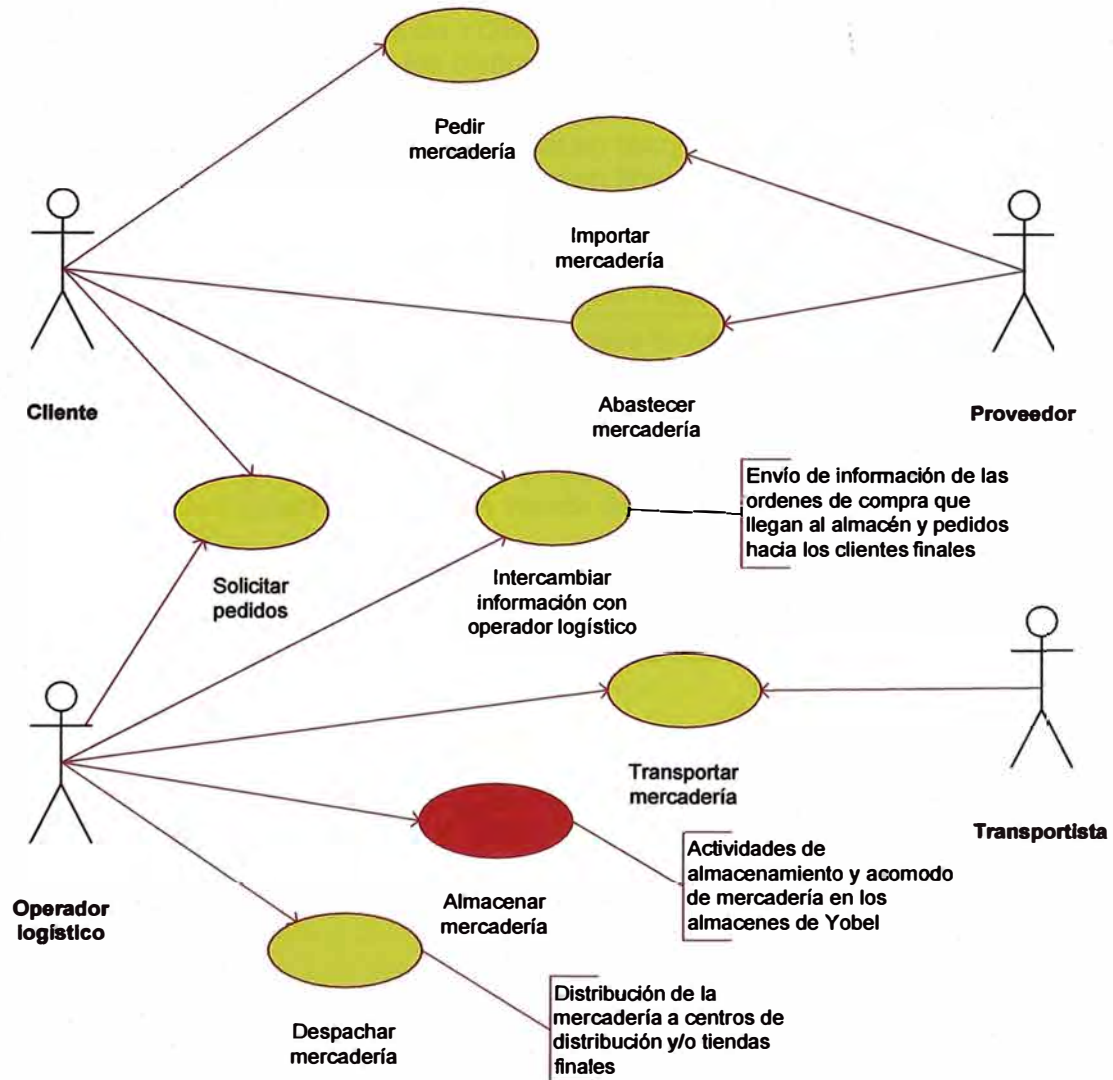 Pedir
mercadería
Importar
mercadería
Cliente
Abastecer
mercadería
Proveedor
Envío de información de las
ordenes de compra que
llegan al almacén y pedidos
hacia los clientes finales
Solicitar
pedidos
Intercambiar
información con
operador logístico
Transportar
mercadería
Transportista
Operador
logístico
Almacenar
mercadería
Actividades de
almacenamiento y acomodo
de mercadería en los
almacenes de Yobel
Despachar
mercadería
Distribución de la
mercadería a centros de
distribución y/o tiendas
finales